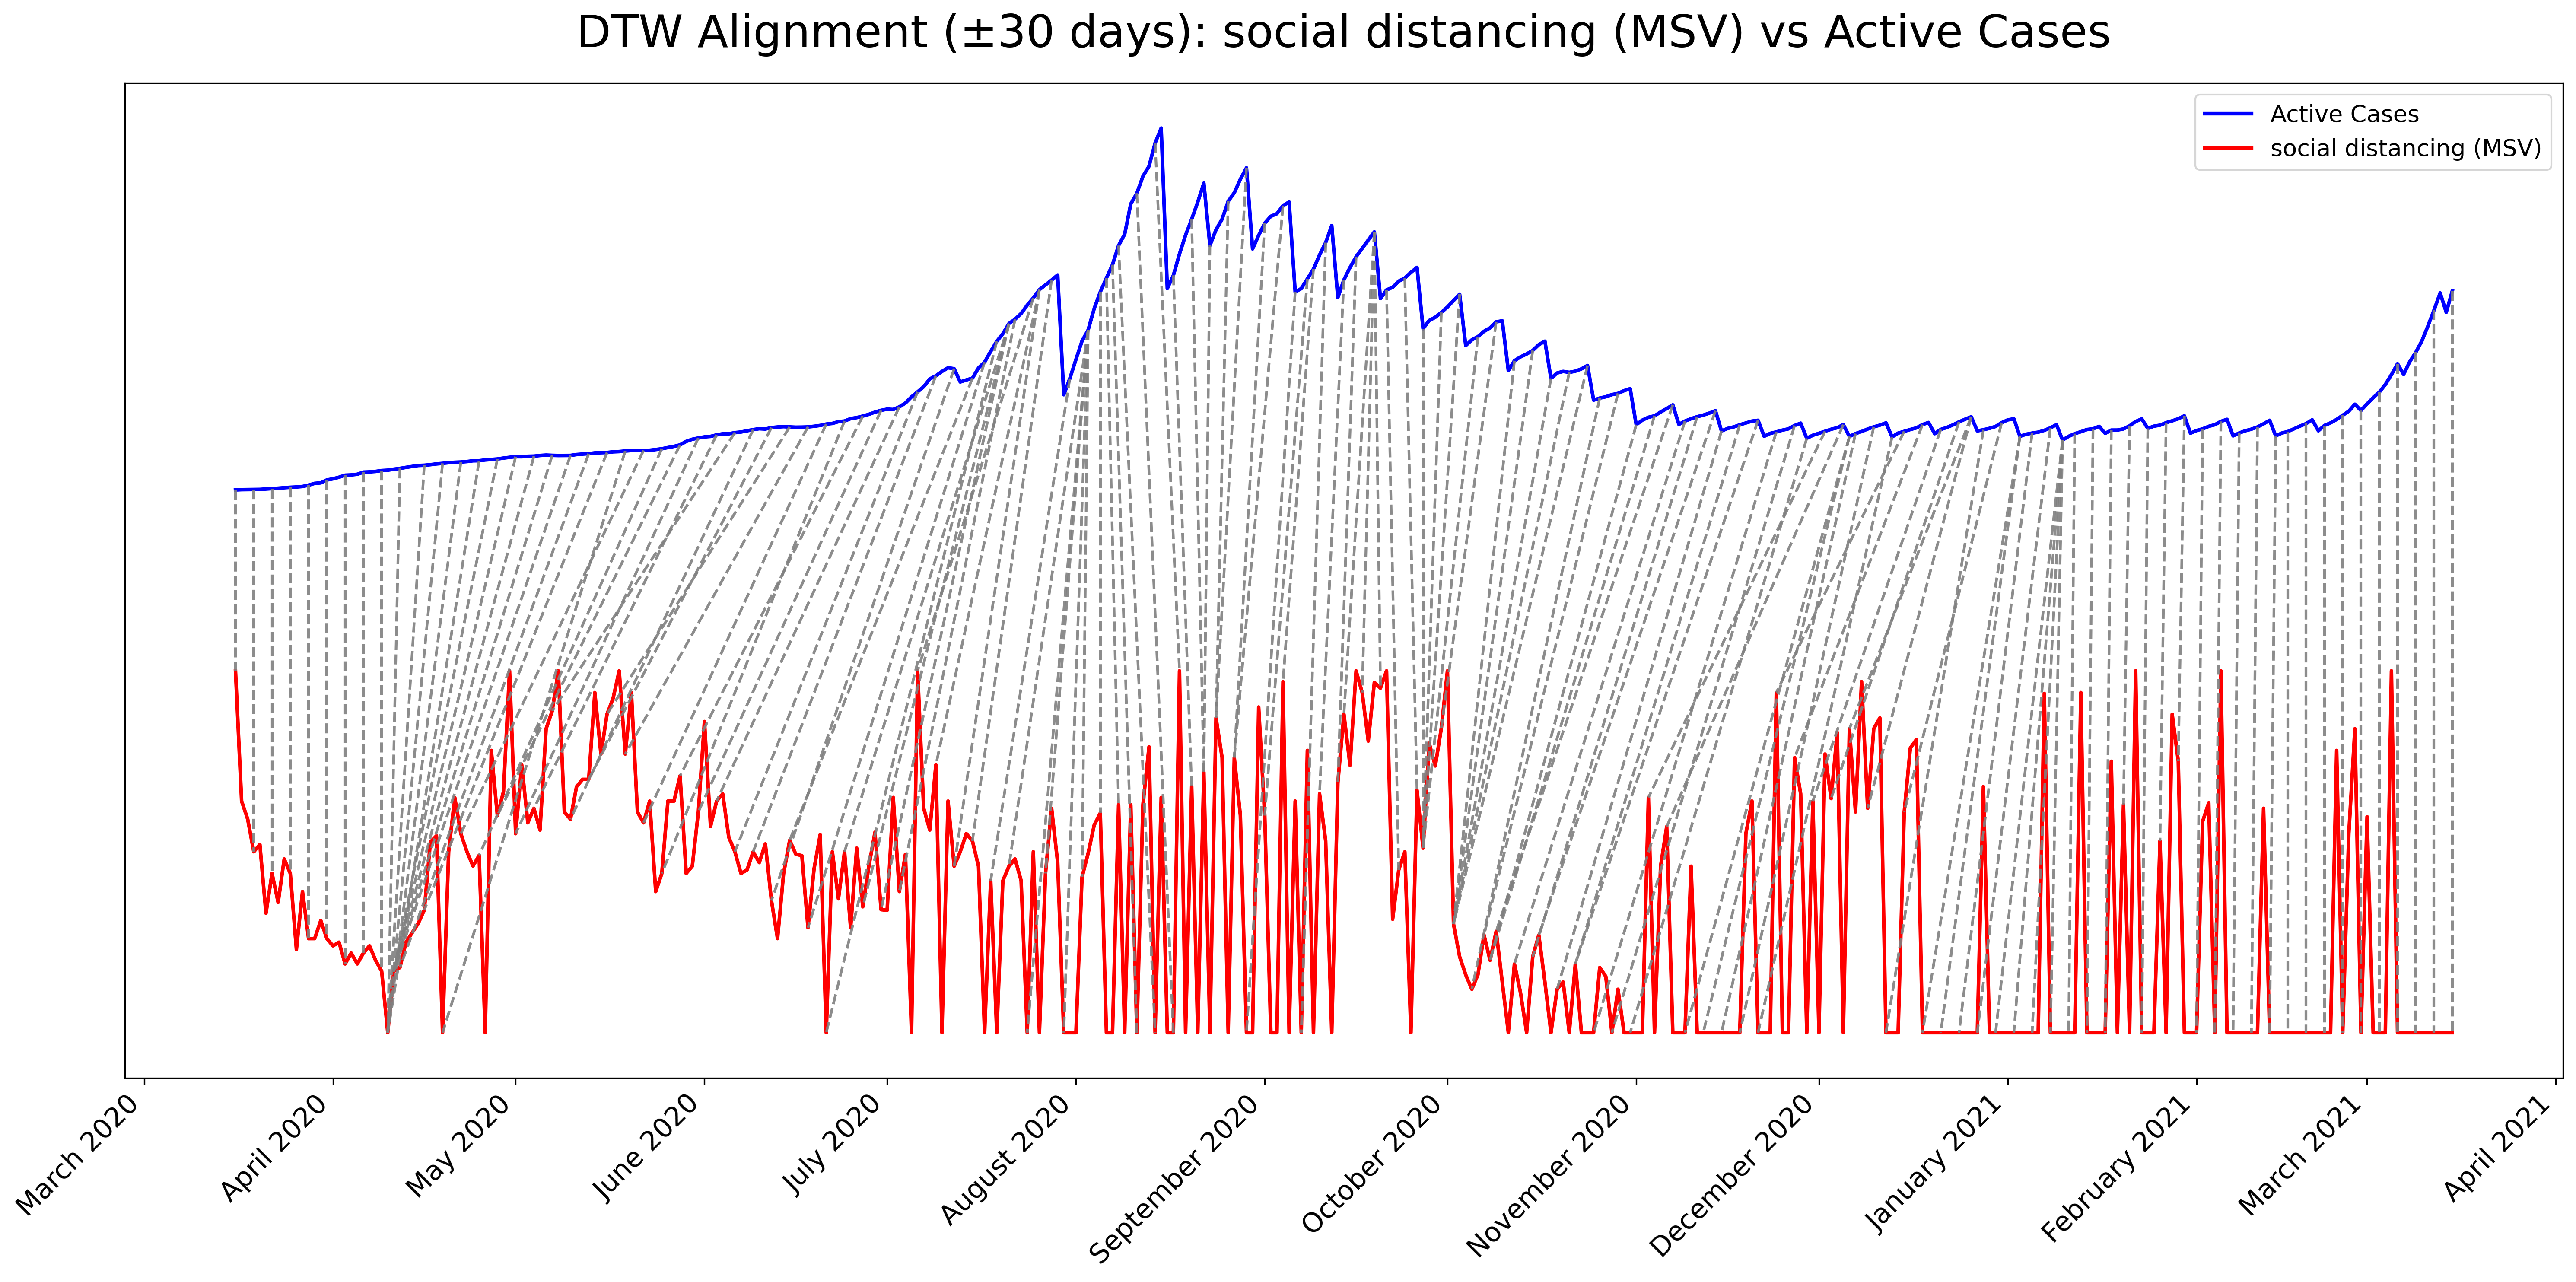 DTW Alignment (±30 days): social distancing (MSV) vs Active Cases
Active Cases
social distancing (MSV)
March 2020
April 2020
May 2020
June 2020
July 2020
August 2020
September 2020
October 2020
November 2020
December 2020
January 2021
February 2021
March 2021
April 2021